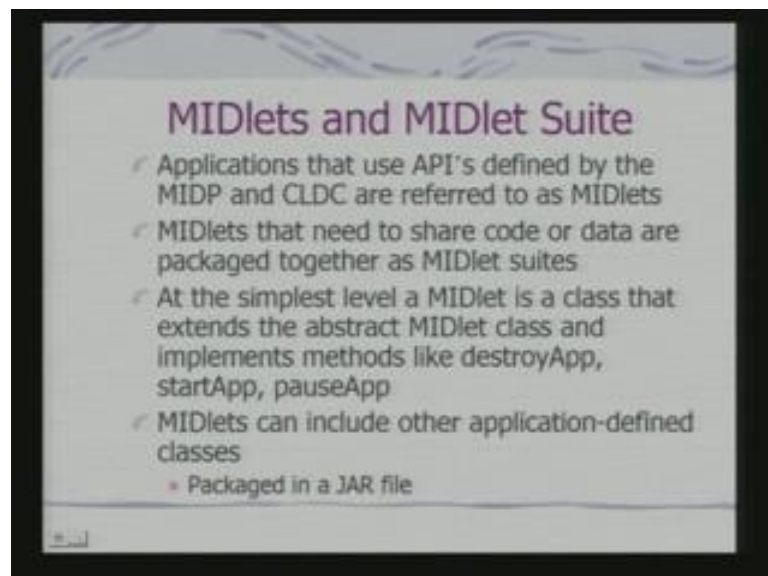 MIDlets and MIDlet Suite
Applications that use API's defined by the
MIDP and CLDC are referred to as MIDlets
MIDlets that need to share code or data are
packaged together as MIDlet suites
At the simplest level a MIDlet is a class that
extends the abstract MIDlet class and
implements methods like destroyApp,
startApp, pauseApp
MIDlets can include other application-defined
classes
Packaged in a JAR file